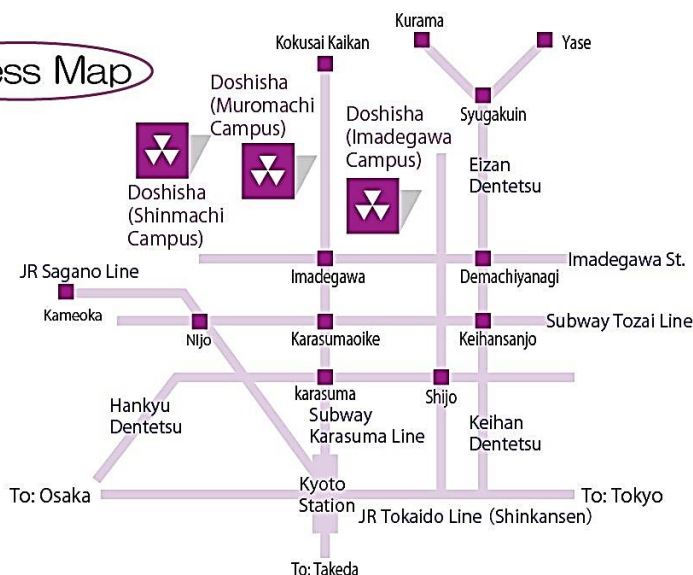 ess Map
Kurama
Kokusai Kaikan
Yase
Doshisha
(Muromachi
Campus)
Doshisha
(Imadegawa
Campus)
Syugakuin
Doshisha
(Shinmachi
Campus)
Eizan
Dentetsu
JR Sagano Line
Imadegawa
Demachiyanagi
Imadegawa St.
Kameoka
NIjo
Karasumaoike
Keihansanjo
Subway Tozai Line
Hankyu
Dentetsu
karasuma
Shijo
Subway
Karasuma Line
Keihan
Dentetsu
To: Osaka
Kyoto
Station
To: Tokyo
JR Tokaido Line (Shinkansen)
To: Takeda